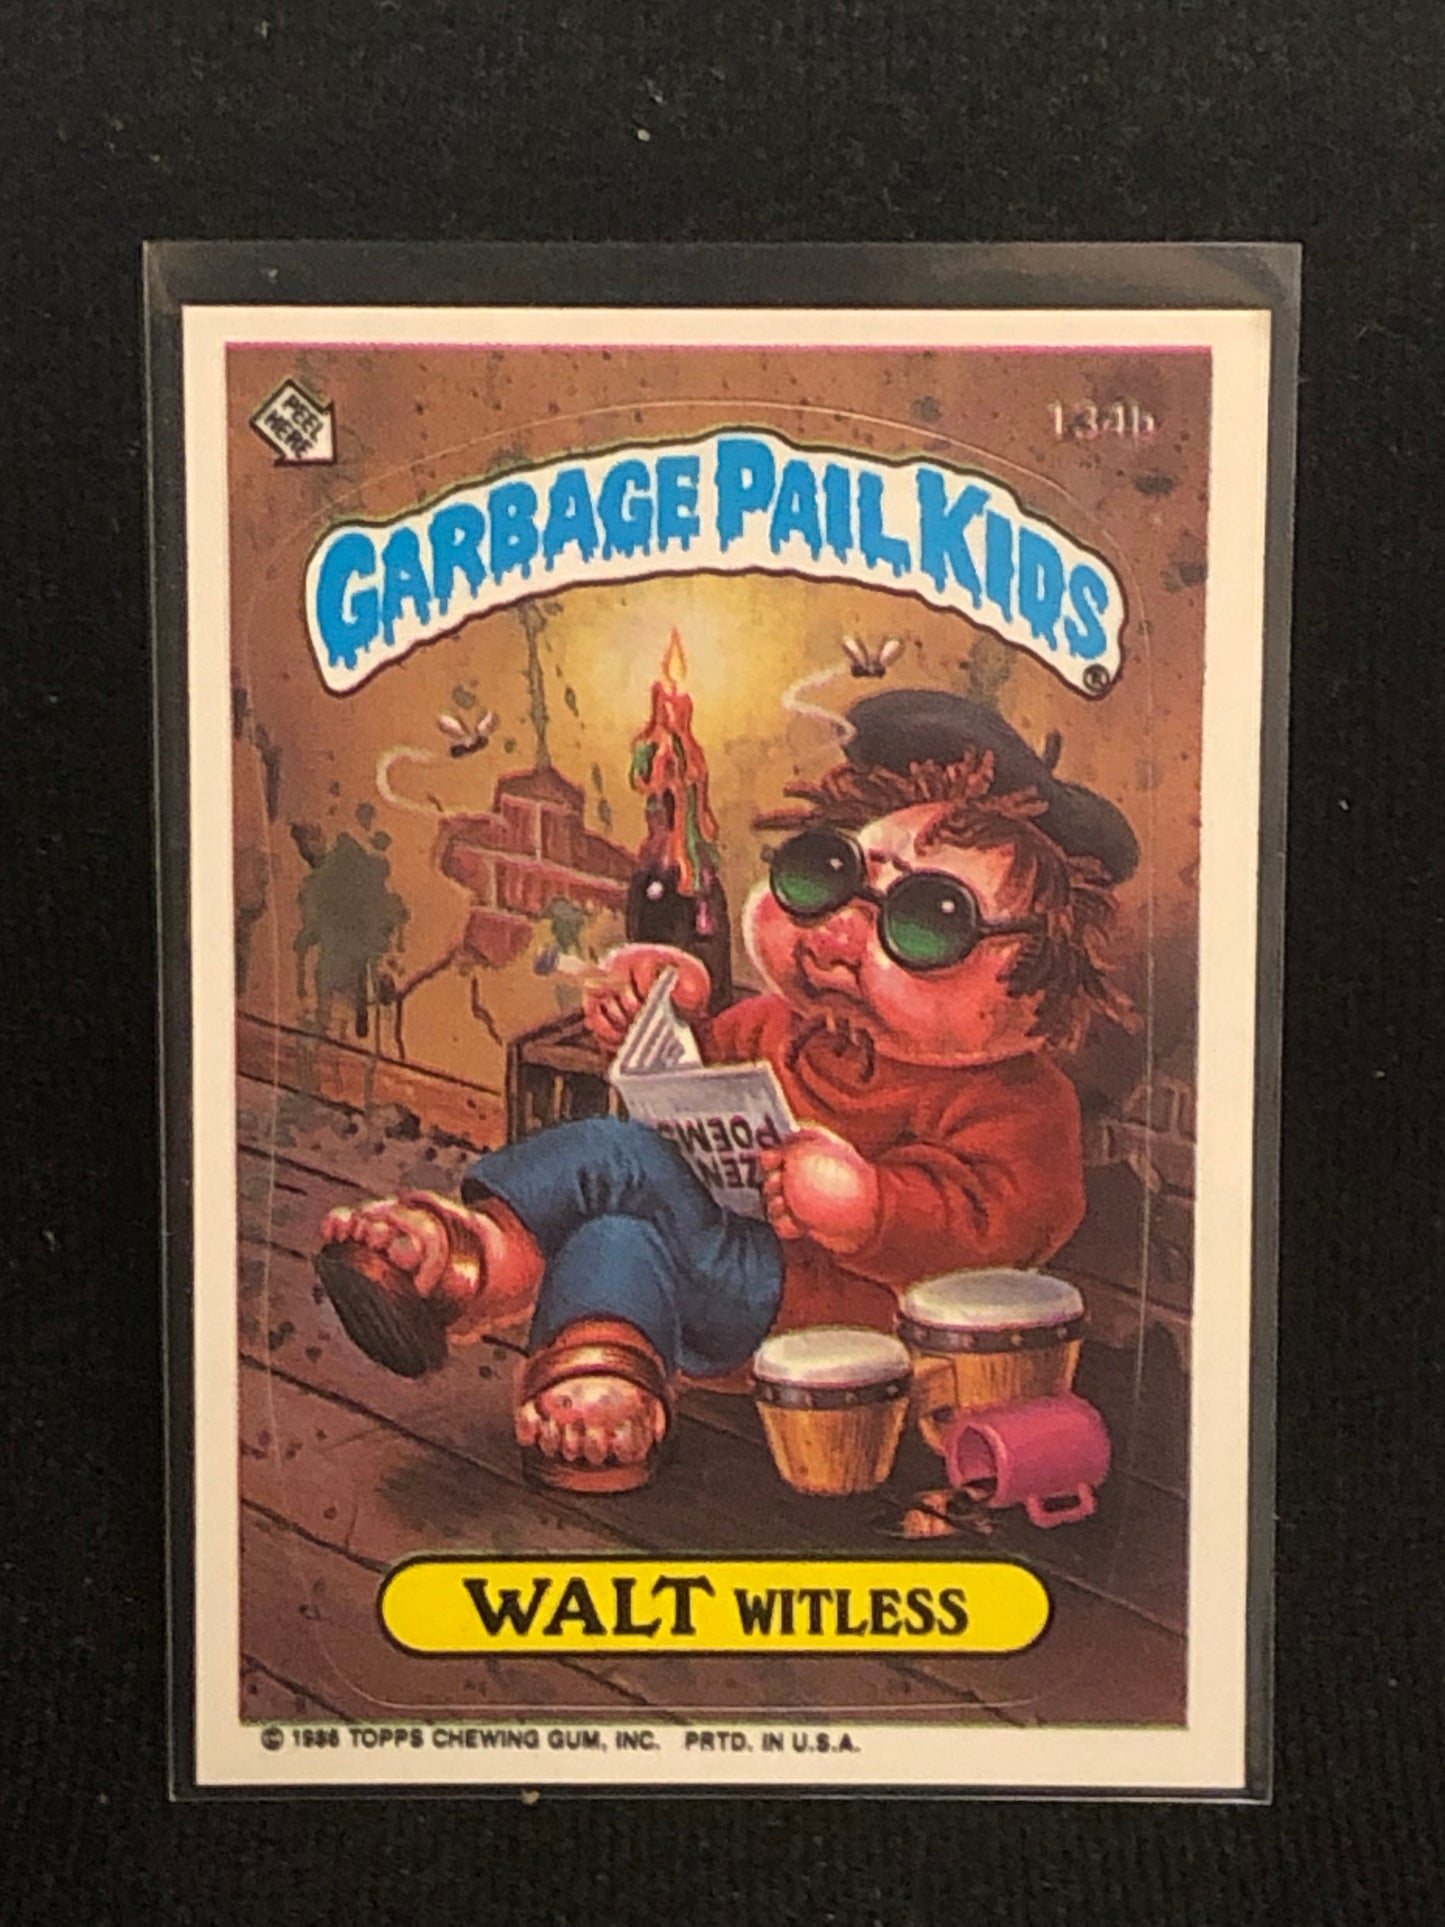 PEEL
HERE
134b
GARBAGE PAIL KIDS®
ZEN
POEMS
WALT WITLESS
© 1986 TOPPS CHEWING GUM, INC. PRTD. IN U.S.A.